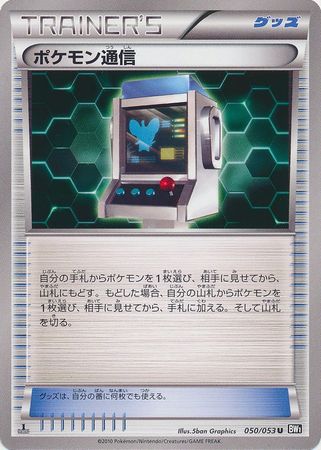 TRAINER'S
グッズ
ポケモン通信
自分の手札からポケモンを1枚選び、相手に見せてから、
山札にもどす。もどした場合、自分の山札からポケモンを
1枚選び、相手に見せてから、手札に加える。そして山札
を切る。
グッズは、自分の番に何枚でも使える。
Illus.5ban Graphics
050/053 U
©2010 Pokémon/Nintendo/Creatures/GAME FREAK.